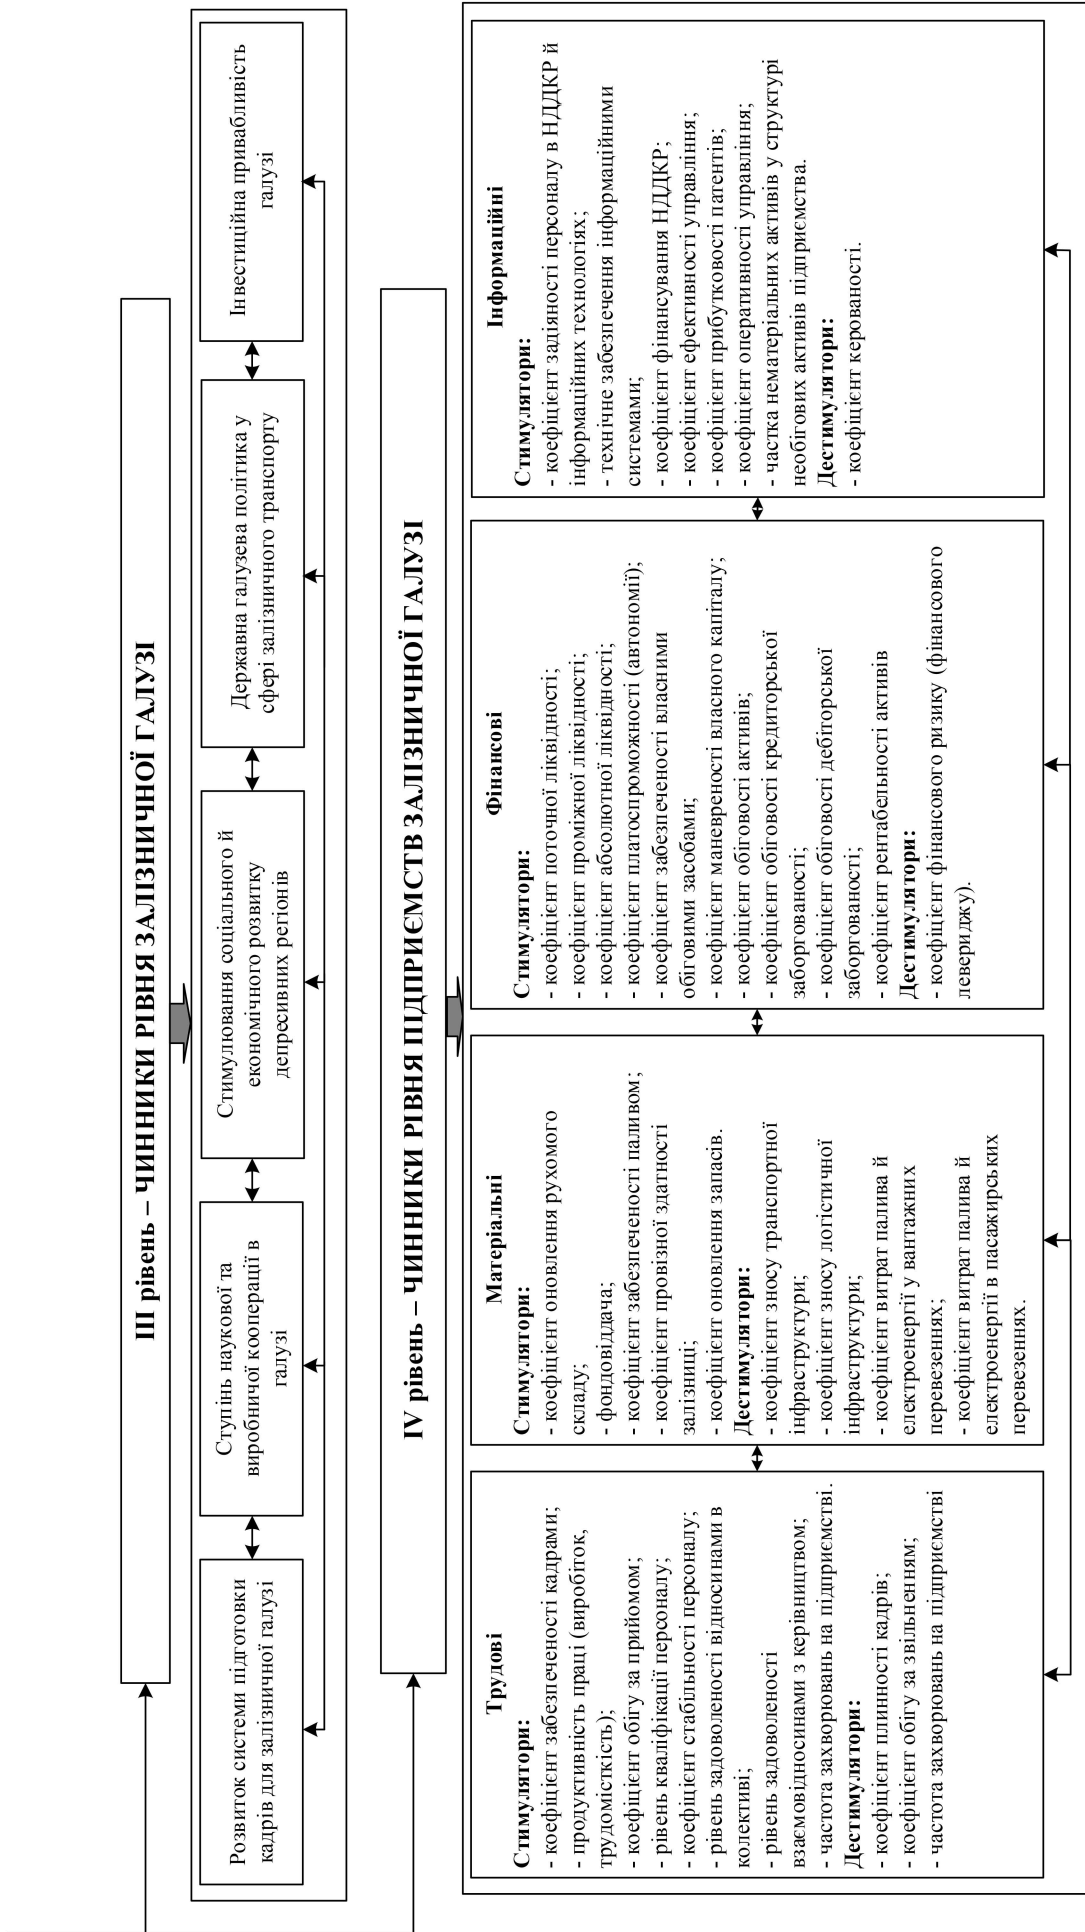 ІІІ рівень – ЧИННИКИ РІВНЯ ЗАЛІЗНИЧНОЇ ГАЛУЗІ
Розвиток системи підготовки
кадрів для залізничної галузі
Ступінь наукової та
виробничої кооперації в
галузі
Стимулювання соціального й
економічного розвитку
депресивних регіонів
Державна галузева політика у
сфері залізничного транспорту
Інвестиційна привабливість
галузі
IV рівень – ЧИННИКИ РІВНЯ ПІДПРИЄМСТВ ЗАЛІЗНИЧНОЇ ГАЛУЗІ
Трудові
Стимулятори:
- коефіцієнт забезпеченості кадрами;
- продуктивність праці (виробіток,
трудомісткість);
- коефіцієнт обігу за прийомом;
- рівень кваліфікації персоналу;
- коефіцієнт стабільності персоналу;
- рівень задоволеності відносинами в
колективі;
- рівень задоволеності
взаємовідносинами з керівництвом;
- частота захворювань на підприємстві.
Дестимулятори:
- коефіцієнт плинності кадрів;
- коефіцієнт обігу за звільненням;
- частота захворювань на підприємстві
Матеріальні
Стимулятори:
- коефіцієнт оновлення рухомого
складу;
- фондовіддача;
- коефіцієнт забезпеченості паливом;
- коефіцієнт провізної здатності
залізниці;
- коефіцієнт оновлення запасів.
Дестимулятори:
- коефіцієнт зносу транспортної
інфраструктури;
- коефіцієнт зносу логістичної
інфраструктури;
- коефіцієнт витрат палива й
електроенергії у вантажних
перевезеннях;
- коефіцієнт витрат палива й
електроенергії в пасажирських
перевезеннях.
Фінансові
Стимулятори:
- коефіцієнт поточної ліквідності;
- коефіцієнт проміжної ліквідності;
- коефіцієнт абсолютної ліквідності;
- коефіцієнт платоспроможності (автономії);
- коефіцієнт забезпеченості власними
обіговими засобами;
- коефіцієнт маневреності власного капіталу;
- коефіцієнт обіговості активів;
- коефіцієнт обіговості кредиторської
заборгованості;
- коефіцієнт обіговості дебіторської
заборгованості;
- коефіцієнт рентабельності активів
Дестимулятори:
- коефіцієнт фінансового ризику (фінансового
левериджу).
Інформаційні
Стимулятори:
- коефіцієнт задіяності персоналу в НДДКР й
інформаційних технологіях;
- технічне забезпечення інформаційними
системами;
- коефіцієнт фінансування НДДКР;
- коефіцієнт ефективності управління;
- коефіцієнт прибутковості патентів;
- коефіцієнт оперативності управління;
- частка нематеріальних активів у структурі
необігових активів підприємства.
Дестимулятори:
- коефіцієнт керованості.